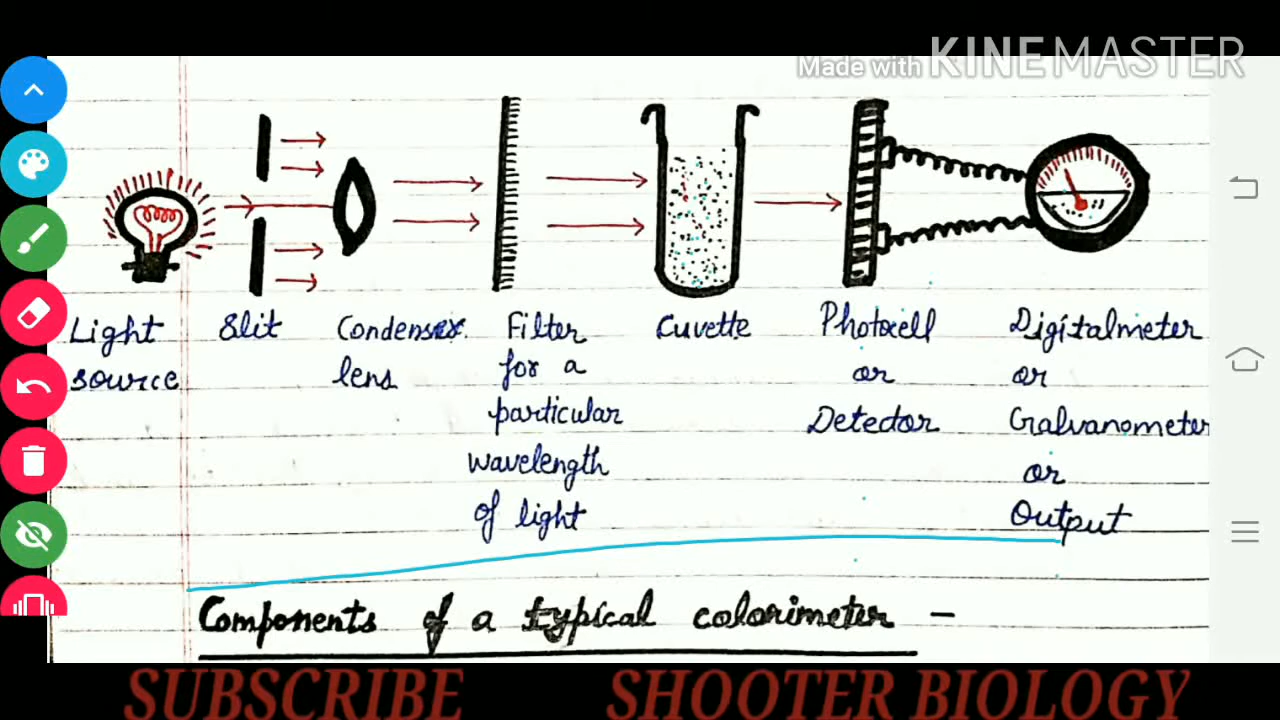 Made with KINEMASTER
Light
source
Slit
Condenser
lens
Filter
for a
particular
wavelength
of light
Cuvette
Photocell
or
Detector
Digitalmeter
or
Galvanometer
or
Output
Components of a typical colorimeter –
SUBSCRIBE SHOOTER BIOLOGY